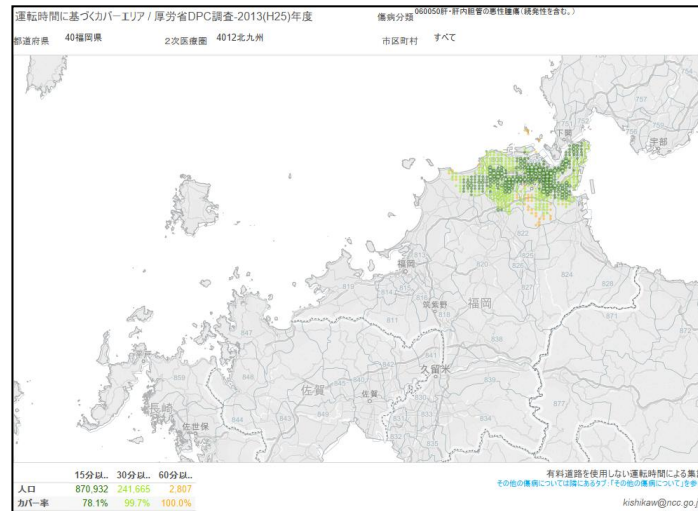 運転時間に基づくカバーエリア / 厚労省DPC調査-2013(H25)年度
傷病分類 060050肝・肝内胆管の悪性腫瘍(続発性を含む。)
都道府県 40福岡県 2次医療圏 4012北九州 市区町村 すべて
下関
宇部
福岡
筑紫野
福岡
久留米
佐賀
佐賀
長崎
佐世保
15分以.. 30分以.. 60分以..
人口 870,932 241,665 2,807
カバー率 78.1% 99.7% 100.0%
有料道路を使用しない運転時間による集
その他の傷病については隣にあるタブ:「その他の傷病について」を参
kishikaw@ncc.go.j